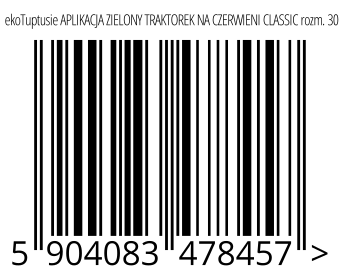 ekoTuptusie APLIKACJA ZIELONY TRAKTOREK NA CZERWIENI CLASSIC rozm. 30
5 904083 478457 >